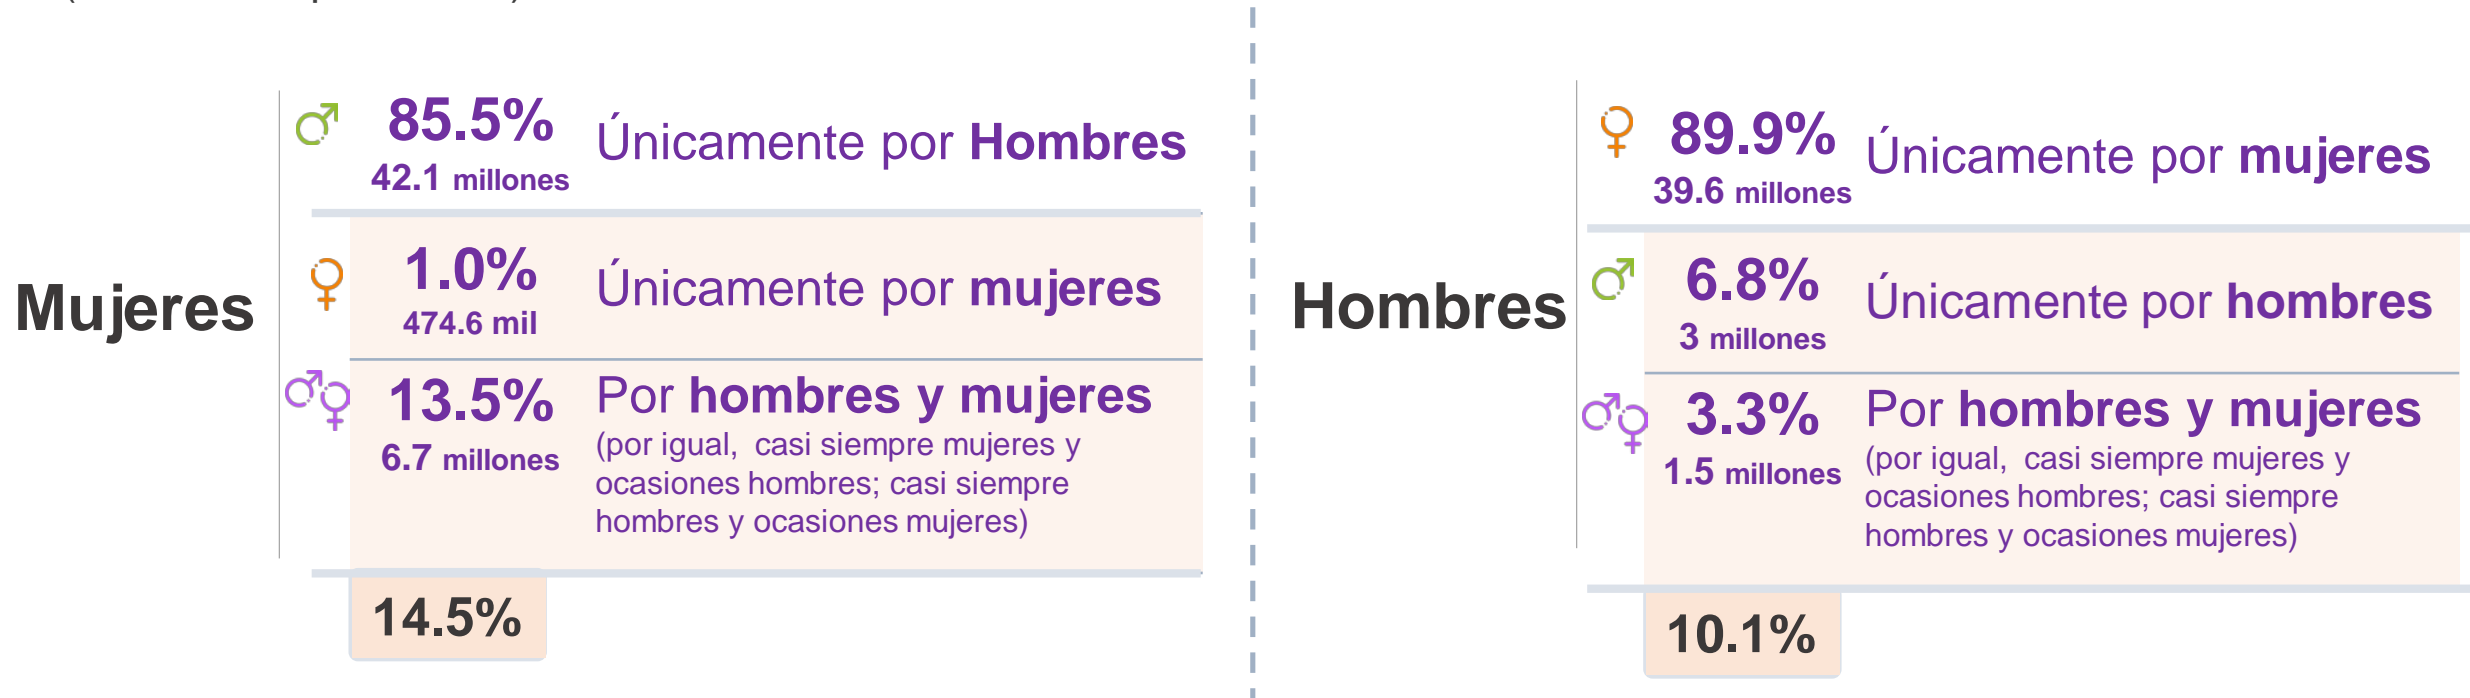 Mujeres
85.5%
42.1 millones
Únicamente por Hombres
1.0%
474.6 mil
Únicamente por mujeres
13.5%
6.7 millones
Por hombres y mujeres
(por igual, casi siempre mujeres y
ocasiones hombres; casi siempre
hombres y ocasiones mujeres)
14.5%
Hombres
89.9%
39.6 millones
Únicamente por mujeres
6.8%
3 millones
Únicamente por hombres
3.3%
1.5 millones
Por hombres y mujeres
(por igual, casi siempre mujeres y
ocasiones hombres; casi siempre
hombres y ocasiones mujeres)
10.1%